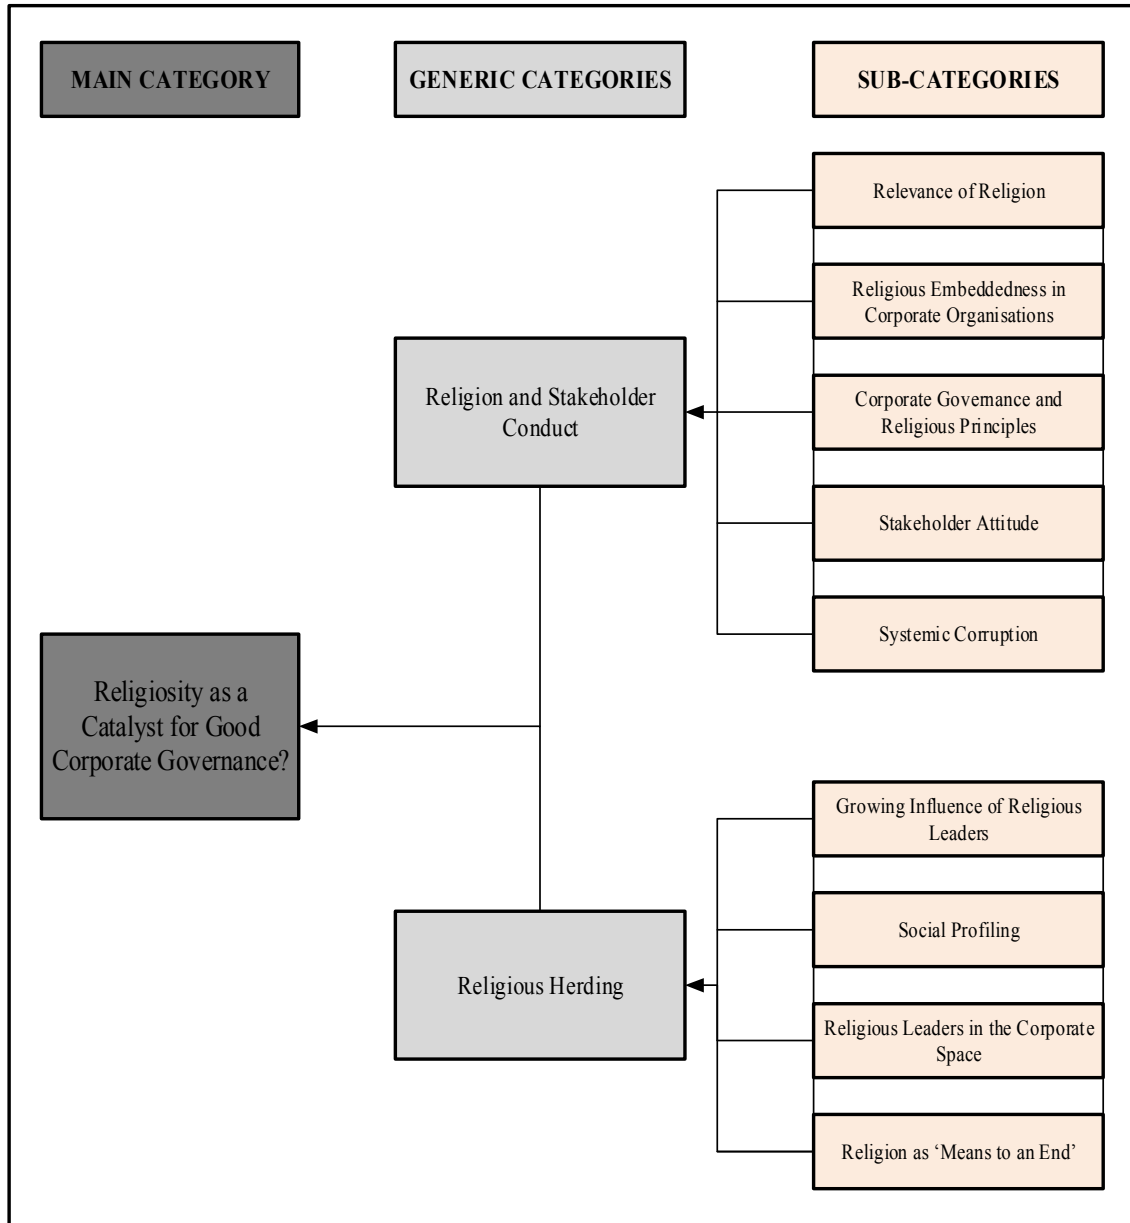 MAIN CATEGORY
GENERIC CATEGORIES
SUB-CATEGORIES
Relevance of Religion
Religious Embeddedness in
Corporate Organisations
Religion and Stakeholder
Conduct
Corporate Governance and
Religious Principles
Stakeholder Attitude
Systemic Corruption
Religiosity as a
Catalyst for Good
Corporate Governance?
Growing Influence of Religious
Leaders
Social Profiling
Religious Herding
Religious Leaders in the Corporate
Space
Religion as ‘Means to an End’